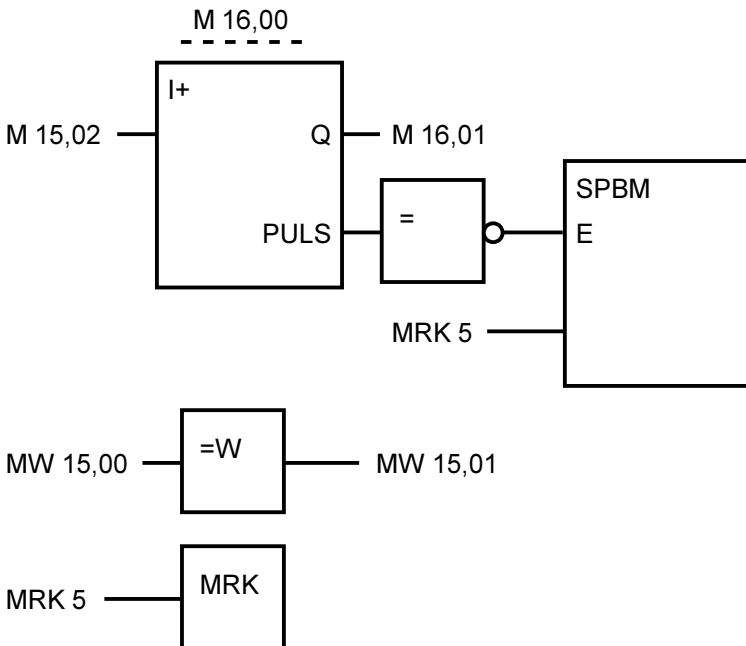 M 16,00
I+
M 15,02
Q
M 16,01
SPBM
=
PULS
E
MRK 5
MW 15,00
=W
MW 15,01
MRK
MRK 5